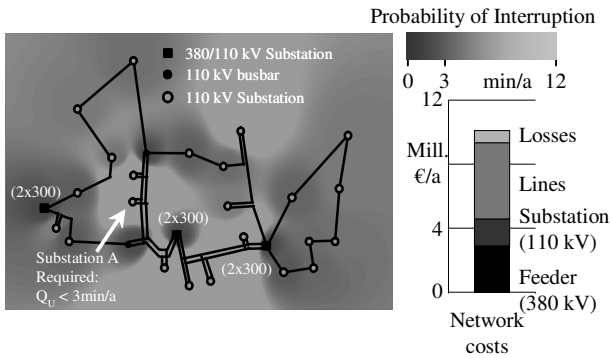 Probability of Interruption
0 3 min/a 12
380/110 kV Substation
110 kV busbar
110 kV Substation
(2x300)
(2x300)
(2x300)
Substation A
Required:
Q_U < 3min/a
12
Mill.
€/a
4
0
Losses
Lines
Substation
(110 kV)
Feeder
(380 kV)
Network
costs